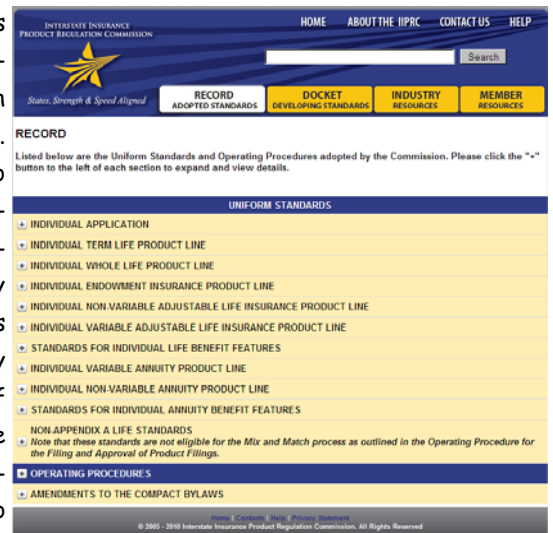 INTERSTATE INSURANCE
PRODUCT REGULATION COMMISSION
States, Strength & Speed Aligned
HOME ABOUT THE IIPRC CONTACT US HELP
Search
RECORD
ADOPTED STANDARDS
DOCKET
DEVELOPING STANDARDS
INDUSTRY
RESOURCES
MEMBER
RESOURCES
RECORD
Listed below are the Uniform Standards and Operating Procedures adopted by the Commission. Please click the "+"
button to the left of each section to expand and view details.
UNIFORM STANDARDS
+ INDIVIDUAL APPLICATION
+ INDIVIDUAL TERM LIFE PRODUCT LINE
+ INDIVIDUAL WHOLE LIFE PRODUCT LINE
+ INDIVIDUAL ENDOWMENT INSURANCE PRODUCT LINE
+ INDIVIDUAL NON-VARIABLE ADJUSTABLE LIFE INSURANCE PRODUCT LINE
+ INDIVIDUAL VARIABLE ADJUSTABLE LIFE INSURANCE PRODUCT LINE
+ STANDARDS FOR INDIVIDUAL LIFE BENEFIT FEATURES
+ INDIVIDUAL VARIABLE ANNUITY PRODUCT LINE
+ INDIVIDUAL NON-VARIABLE ANNUITY PRODUCT LINE
+ STANDARDS FOR INDIVIDUAL ANNUITY BENEFIT FEATURES
NON-APPENDIX A LIFE STANDARDS
+ Note that these standards are not eligible for the Mix and Match process as outlined in the Operating Procedure for
the Filing and Approval of Product Filings.
+ OPERATING PROCEDURES
+ AMENDMENTS TO THE COMPACT BYLAWS
Home | Contacts | Help | Privacy Statement
© 2005 - 2010 Interstate Insurance Product Regulation Commission. All Rights Reserved